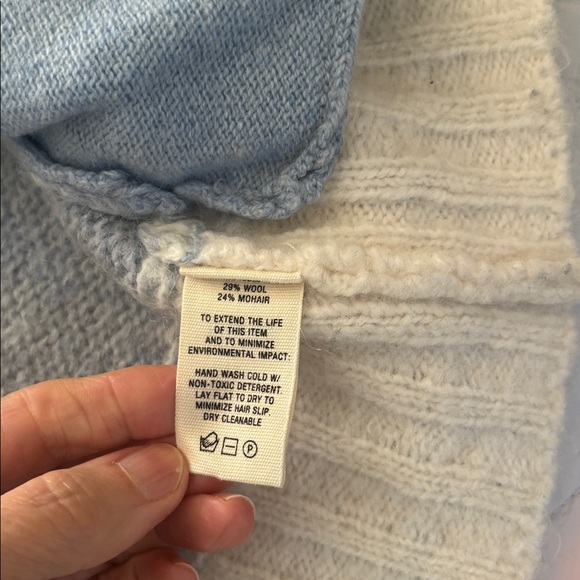 29% WOOL
24% MOHAIR
TO EXTEND THE LIFE
OF THIS ITEM
AND TO MINIMIZE
ENVIRONMENTAL IMPACT:
HAND WASH COLD W/
NON-TOXIC DETERGENT.
LAY FLAT TO DRY TO
MINIMIZE HAIR SLIP.
DRY CLEANABLE
P